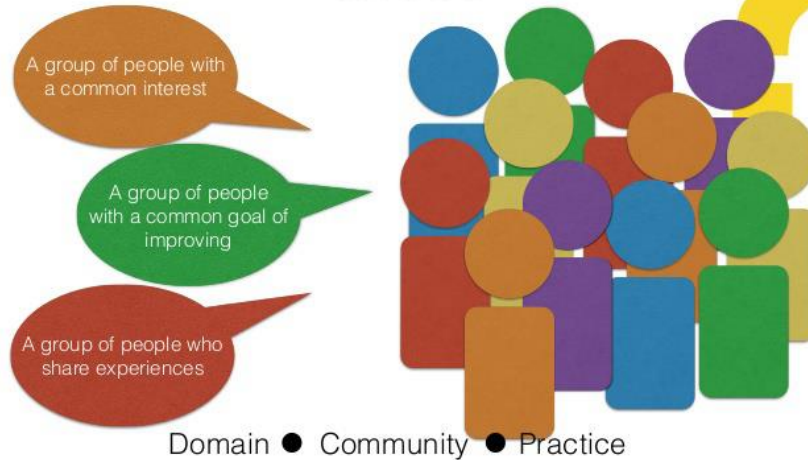 A group of people with
a common interest
A group of people
with a common goal of
improving
A group of people who
share experiences
Domain ● Community ● Practice